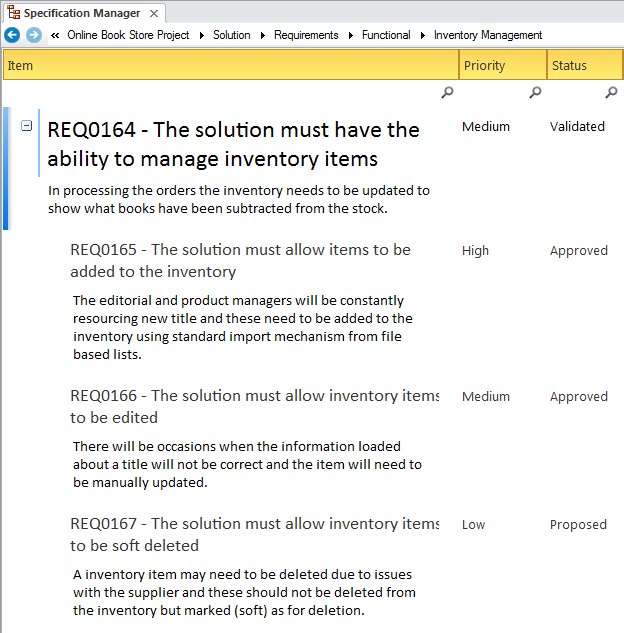 Specification Manager ×
« Online Book Store Project ▸ Solution ▸ Requirements ▸ Functional ▸ Inventory Management
Item Priority Status
REQ0164 - The solution must have the Medium Validated
ability to manage inventory items
In processing the orders the inventory needs to be updated to
show what books have been subtracted from the stock.
REQ0165 - The solution must allow items to be High Approved
added to the inventory
The editorial and product managers will be constantly
resourcing new title and these need to be added to the
inventory using standard import mechanism from file
based lists.
REQ0166 - The solution must allow inventory items Medium Approved
to be edited
There will be occasions when the information loaded
about a title will not be correct and the item will need to
be manually updated.
REQ0167 - The solution must allow inventory items Low Proposed
to be soft deleted
A inventory item may need to be deleted due to issues
with the supplier and these should not be deleted from
the inventory but marked (soft) as for deletion.